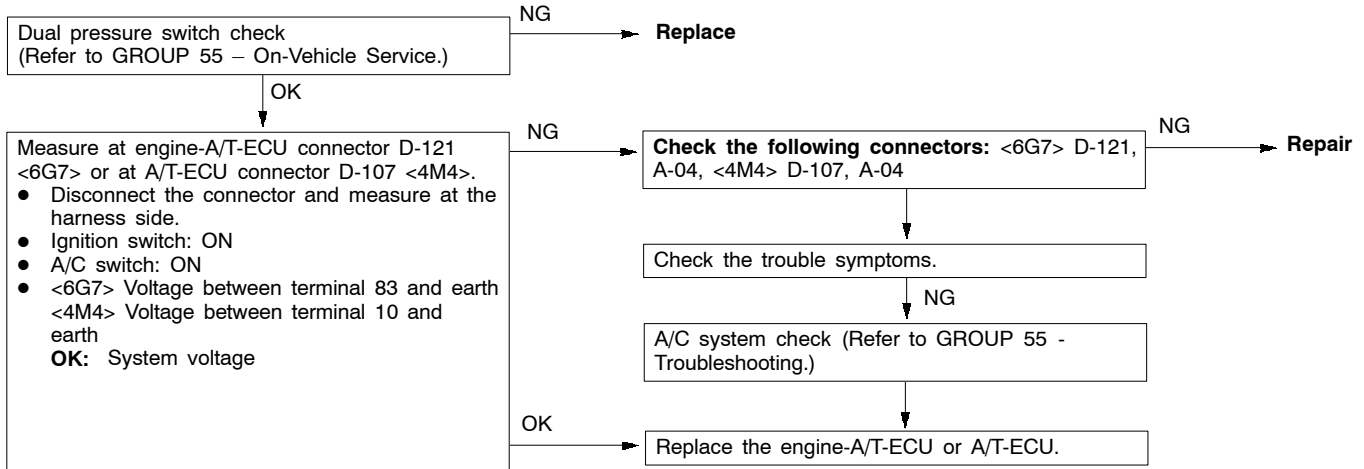 Dual pressure switch check
(Refer to GROUP 55 – On-Vehicle Service.)
NG
Replace
OK
Measure at engine-A/T-ECU connector D-121
<6G7> or at A/T-ECU connector D-107 <4M4>.
● Disconnect the connector and measure at the
harness side.
● Ignition switch: ON
● A/C switch: ON
● <6G7> Voltage between terminal 83 and earth
<4M4> Voltage between terminal 10 and
earth
OK: System voltage
NG
Check the following connectors: <6G7> D-121,
A-04, <4M4> D-107, A-04
NG
Repair
Check the trouble symptoms.
NG
A/C system check (Refer to GROUP 55 -
Troubleshooting.)
OK
Replace the engine-A/T-ECU or A/T-ECU.